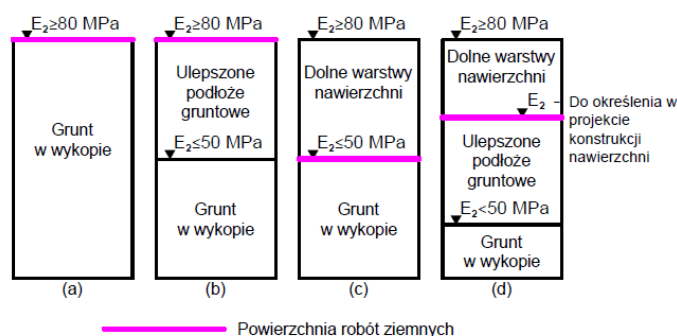 E₂≥80 MPa
Grunt
w wykopie
(a)
E₂≥80 MPa
Ulepszone
podłoże
gruntowe
E₂≤50 MPa
Grunt
w wykopie
(b)
E₂≥80 MPa
Dolne warstwy
nawierzchni
E₂≤50 MPa
Grunt
w wykopie
(c)
E₂≥80 MPa
Dolne warstwy
nawierzchni
E₂ – Do określenia w
projekcie
konstrukcji
nawierzchni
Ulepszone
podłoże
gruntowe
E₂<50 MPa
Grunt
w wykopie
(d)
Powierzchnia robót ziemnych